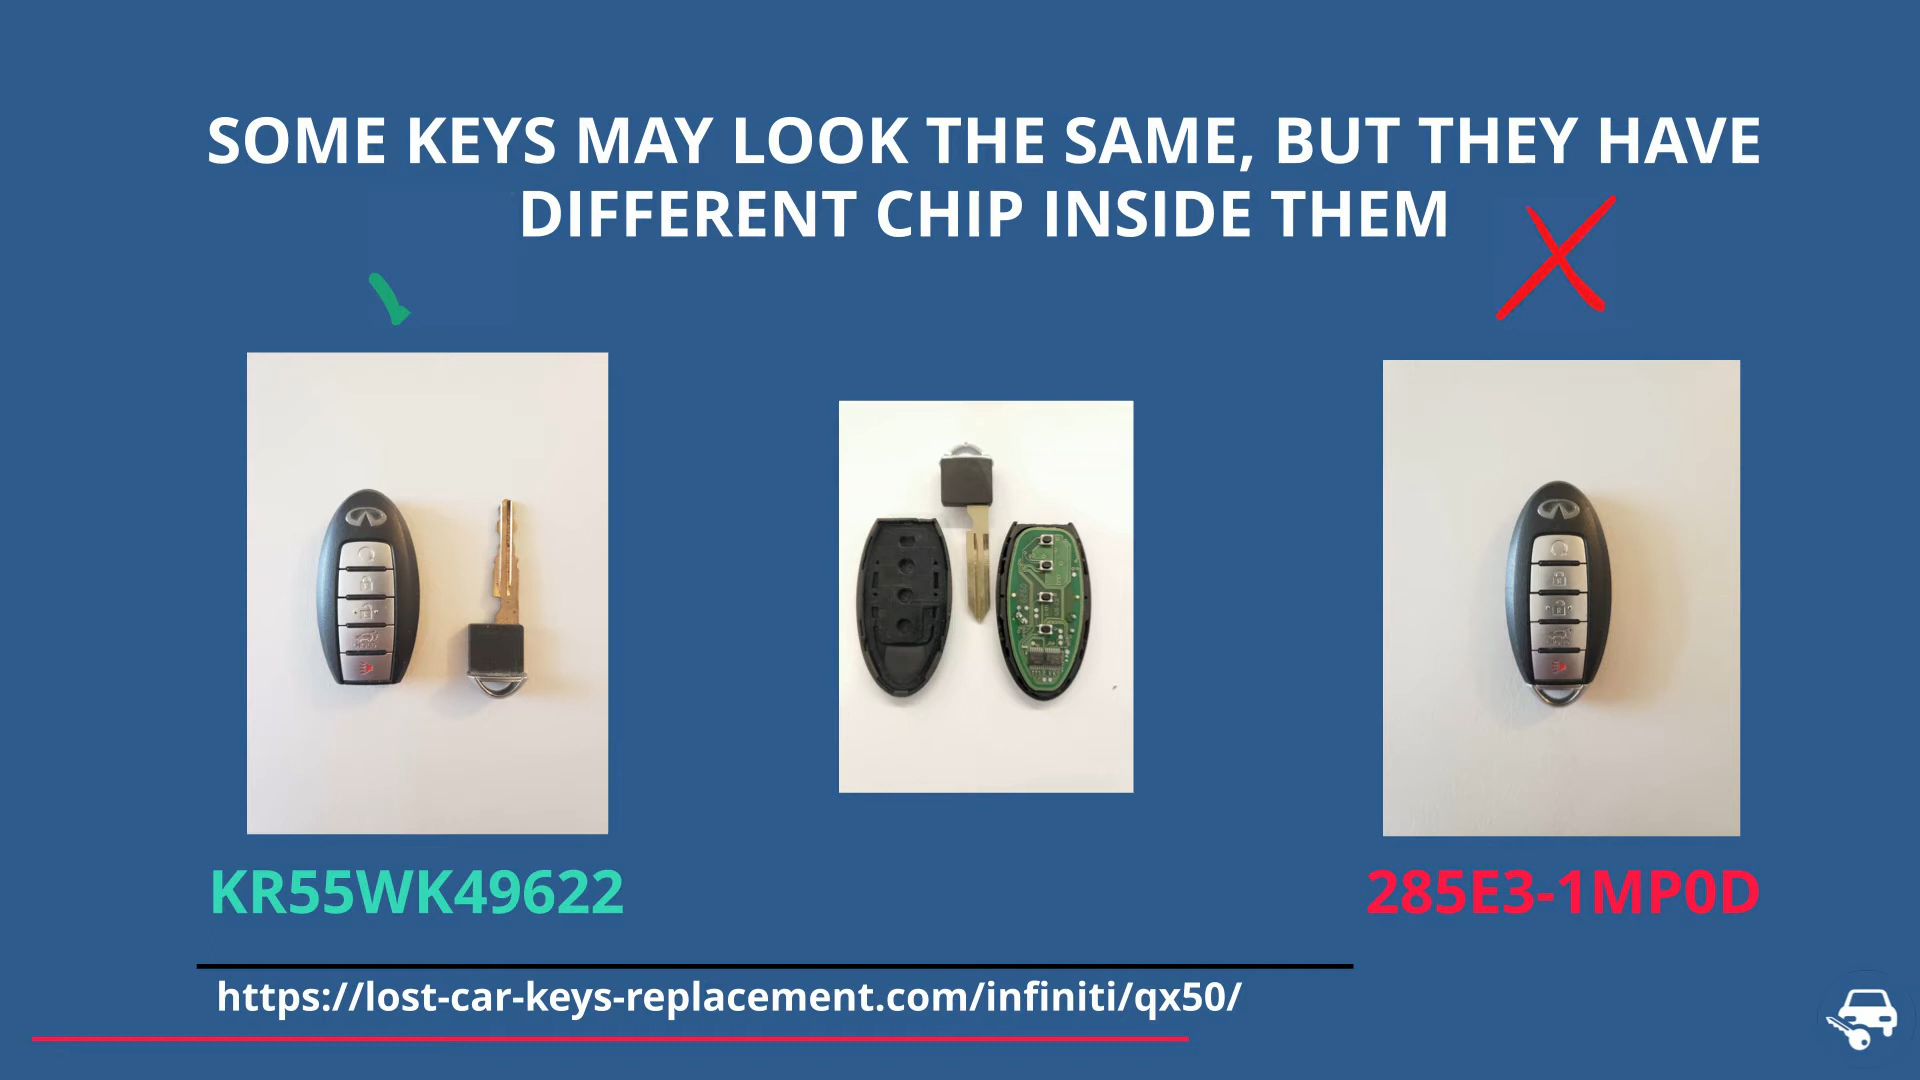 SOME KEYS MAY LOOK THE SAME, BUT THEY HAVE
DIFFERENT CHIP INSIDE THEM
KR55WK49622
285E3-1MP0D
https://lost-car-keys-replacement.com/infiniti/qx50/